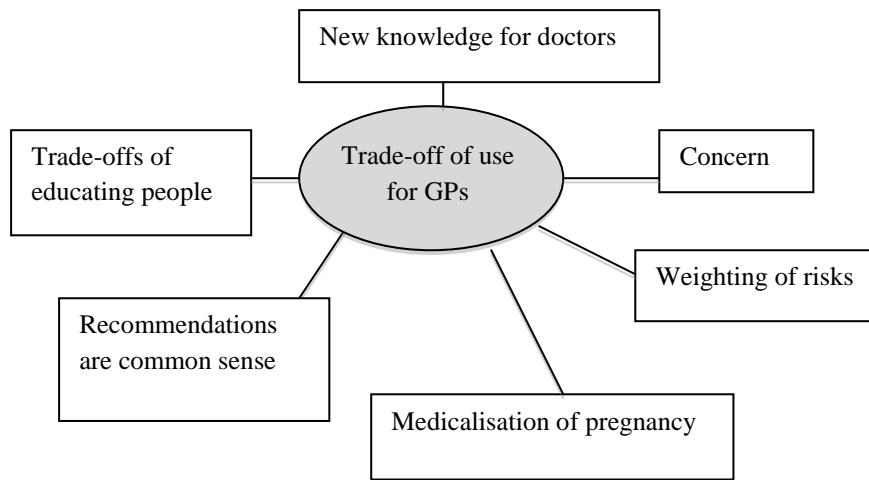 New knowledge for doctors
Trade-offs of
educating people
Trade-off of use
for GPs
Concern
Weighting of risks
Recommendations
are common sense
Medicalisation of pregnancy